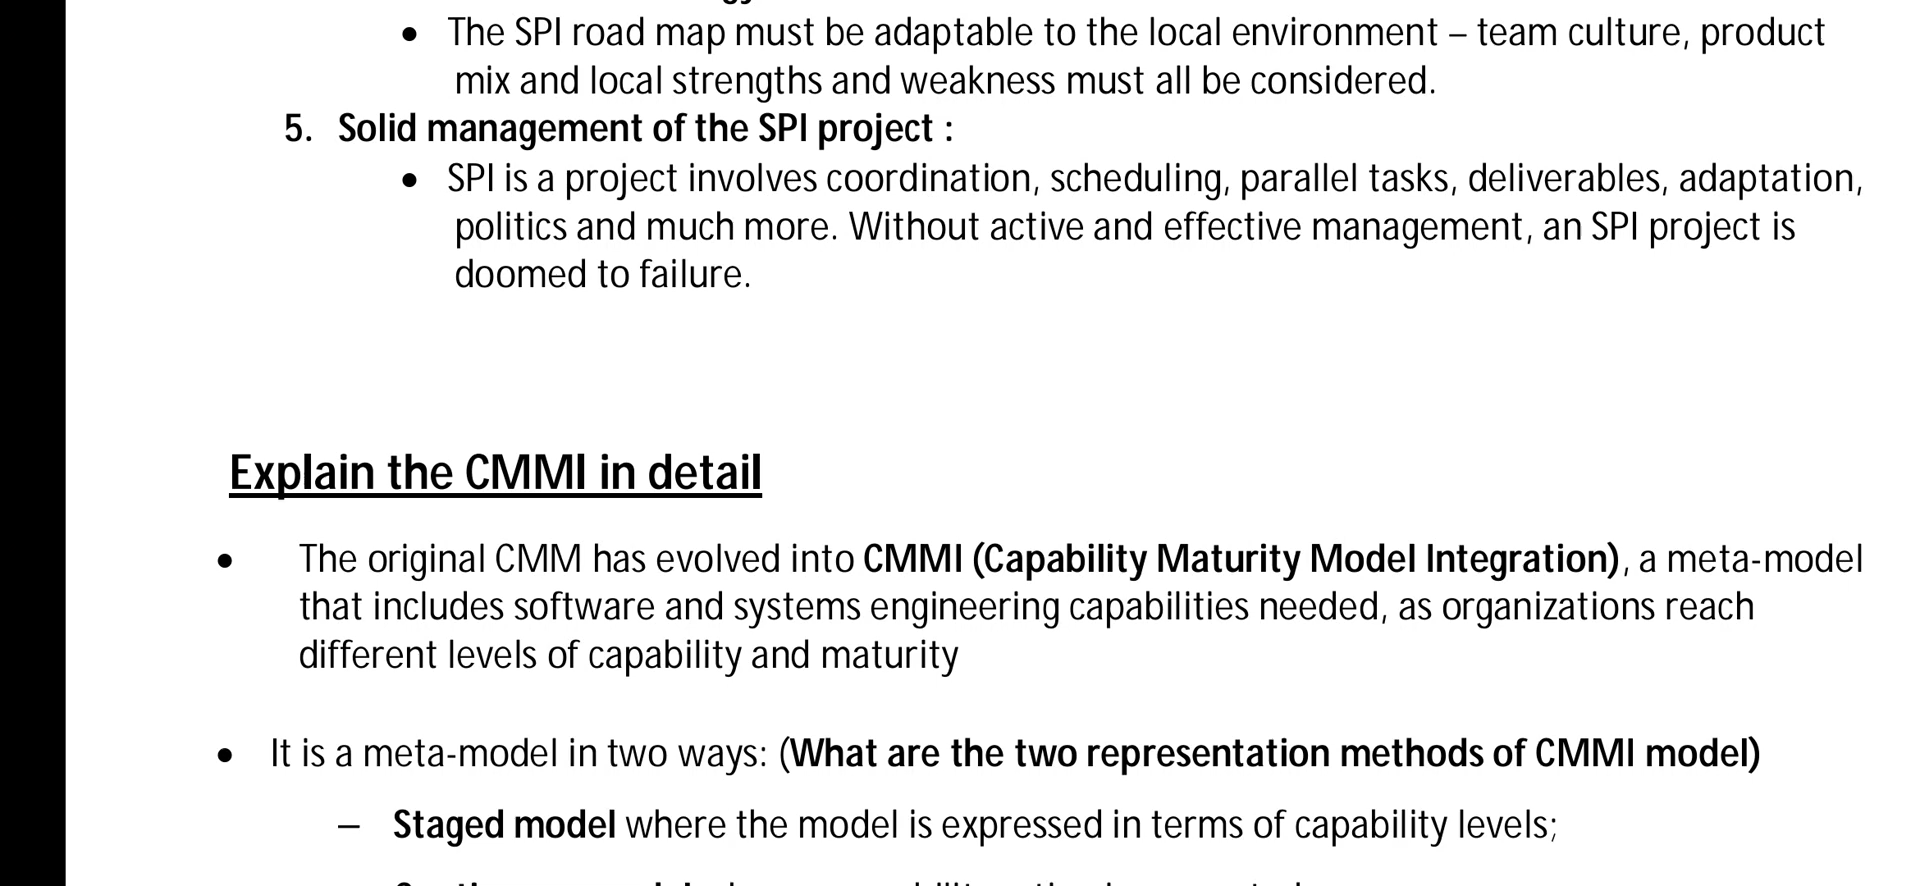 • The SPI road map must be adaptable to the local environment – team culture, product
mix and local strengths and weakness must all be considered.
5. Solid management of the SPI project :
• SPI is a project involves coordination, scheduling, parallel tasks, deliverables, adaptation,
politics and much more. Without active and effective management, an SPI project is
doomed to failure.
Explain the CMMI in detail
• The original CMM has evolved into CMMI (Capability Maturity Model Integration), a meta-model
that includes software and systems engineering capabilities needed, as organizations reach
different levels of capability and maturity
• It is a meta-model in two ways: (What are the two representation methods of CMMI model)
– Staged model where the model is expressed in terms of capability levels;